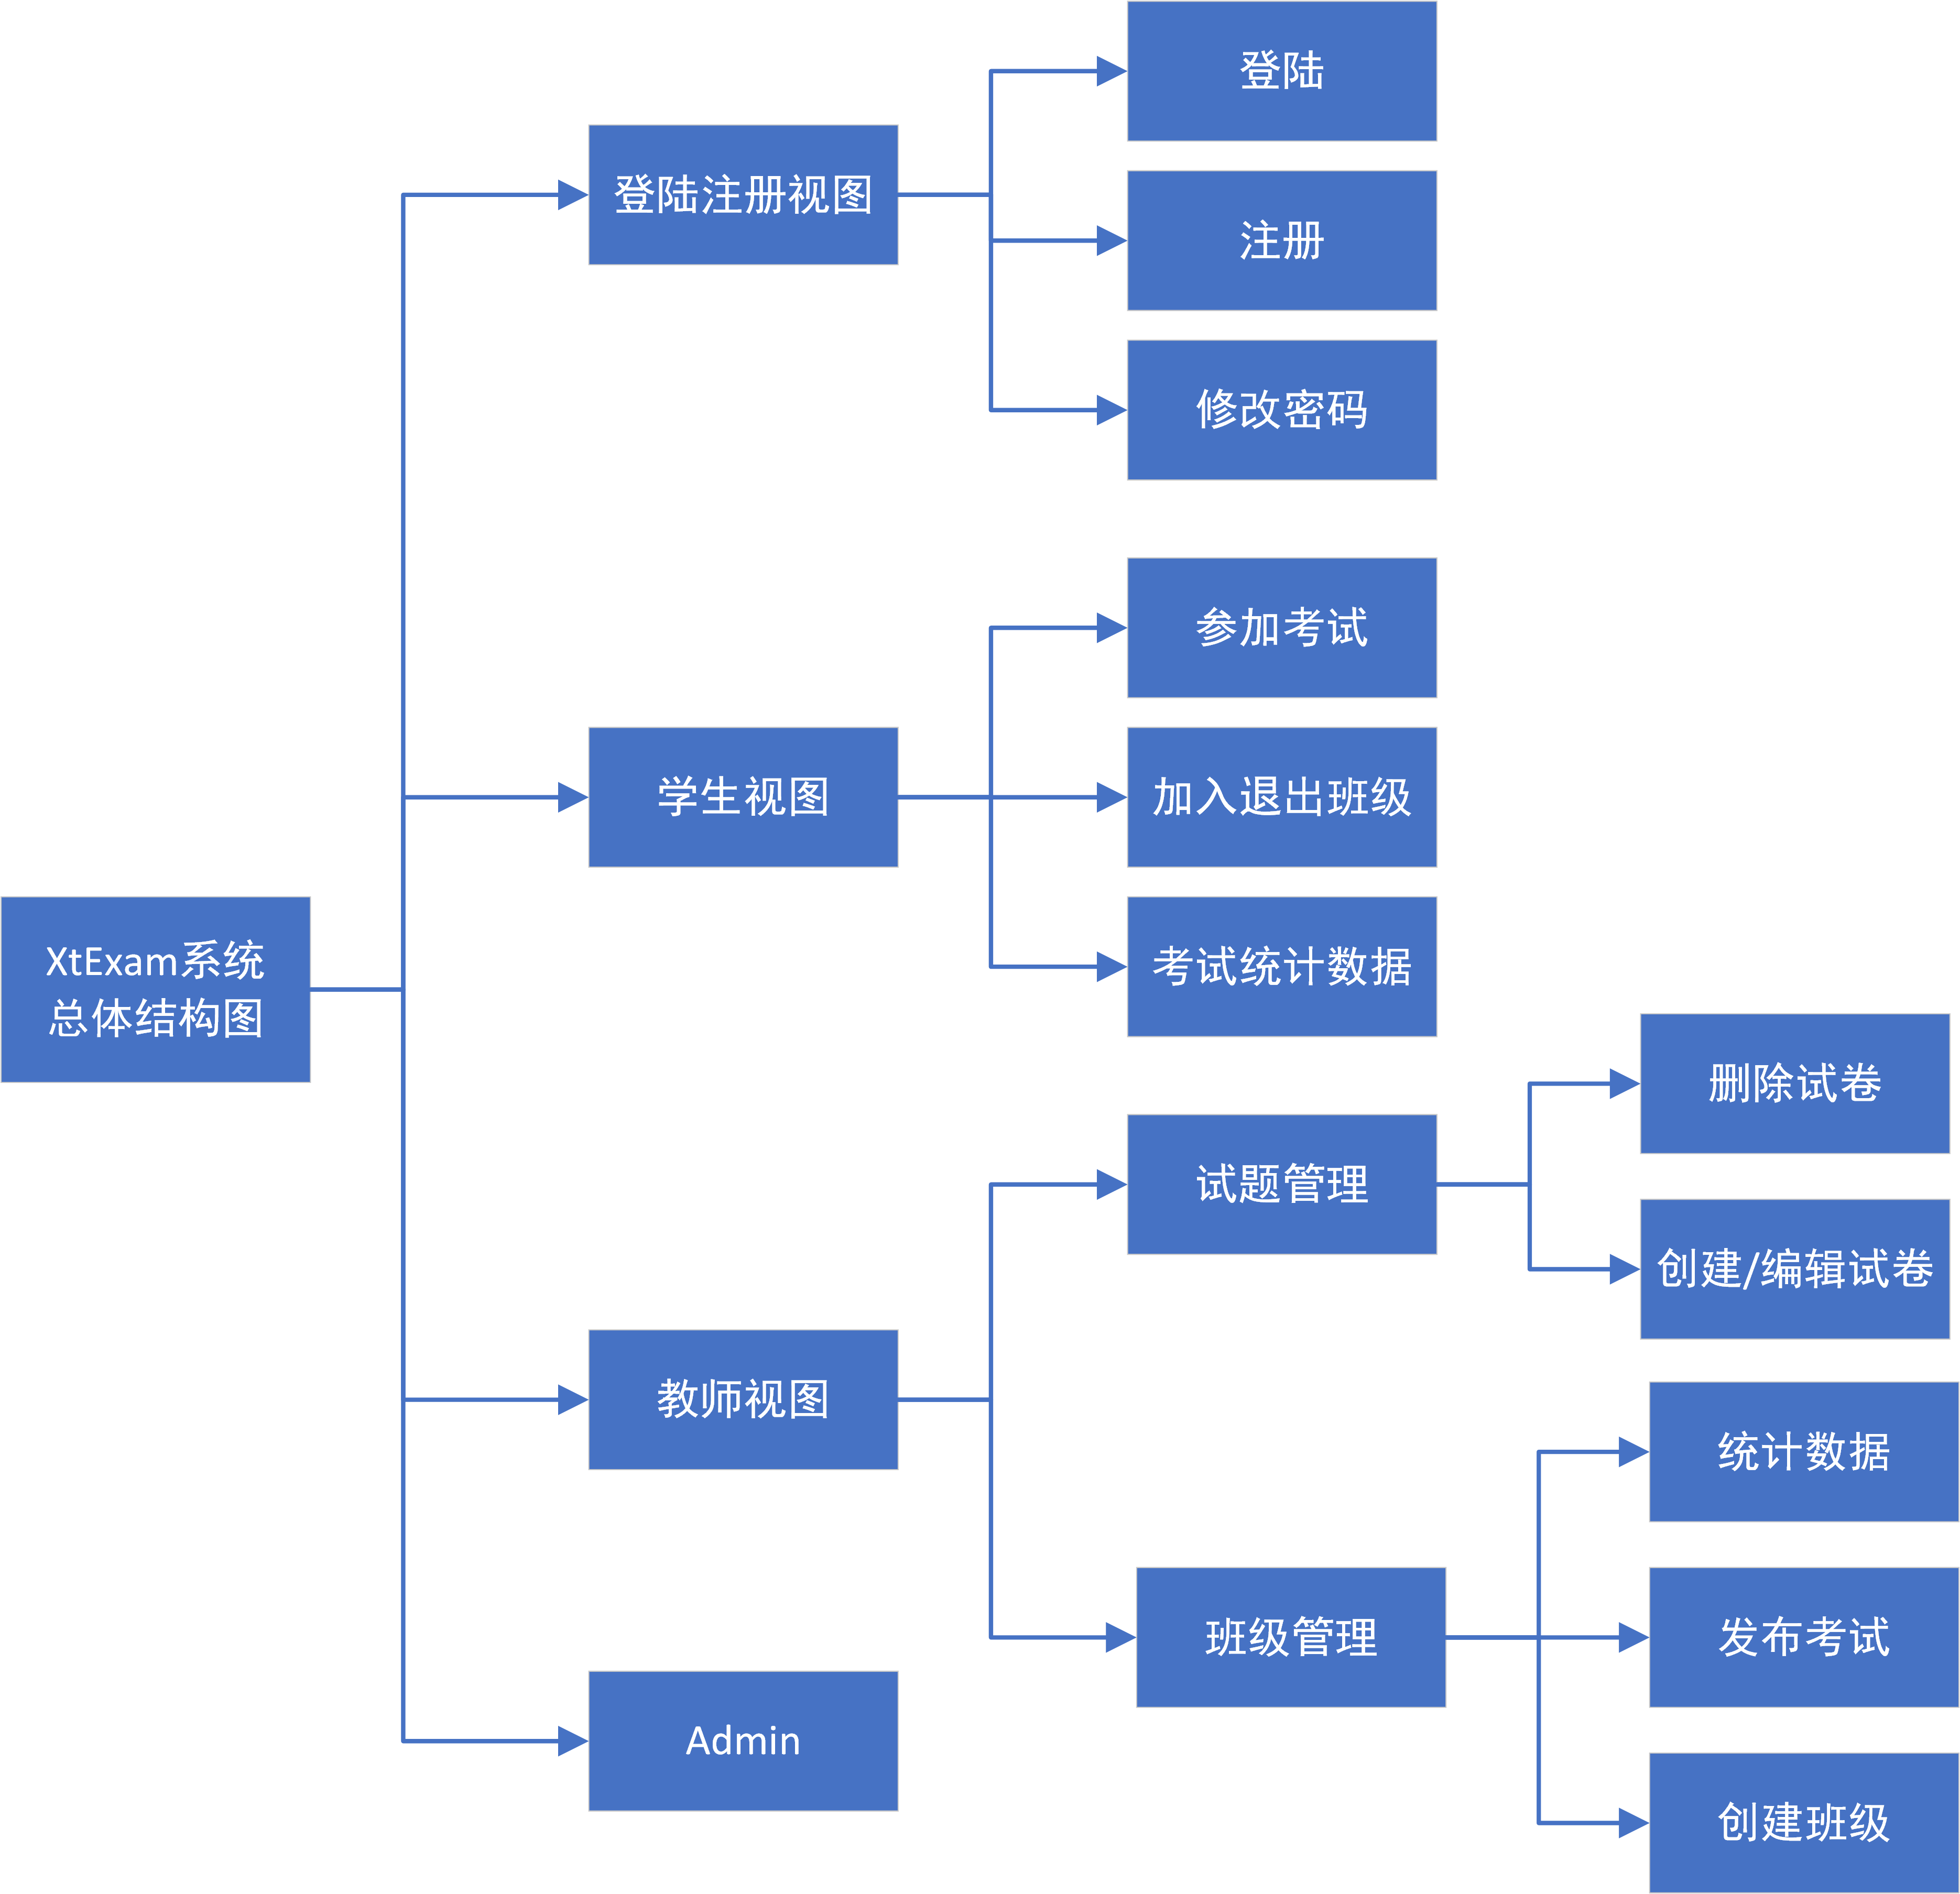 登陆
登陆注册视图
注册
修改密码
参加考试
学生视图
加入退出班级
考试统计数据
XtExam系统
总体结构图
删除试卷
试题管理
创建/编辑试卷
教师视图
统计数据
班级管理
发布考试
Admin
创建班级